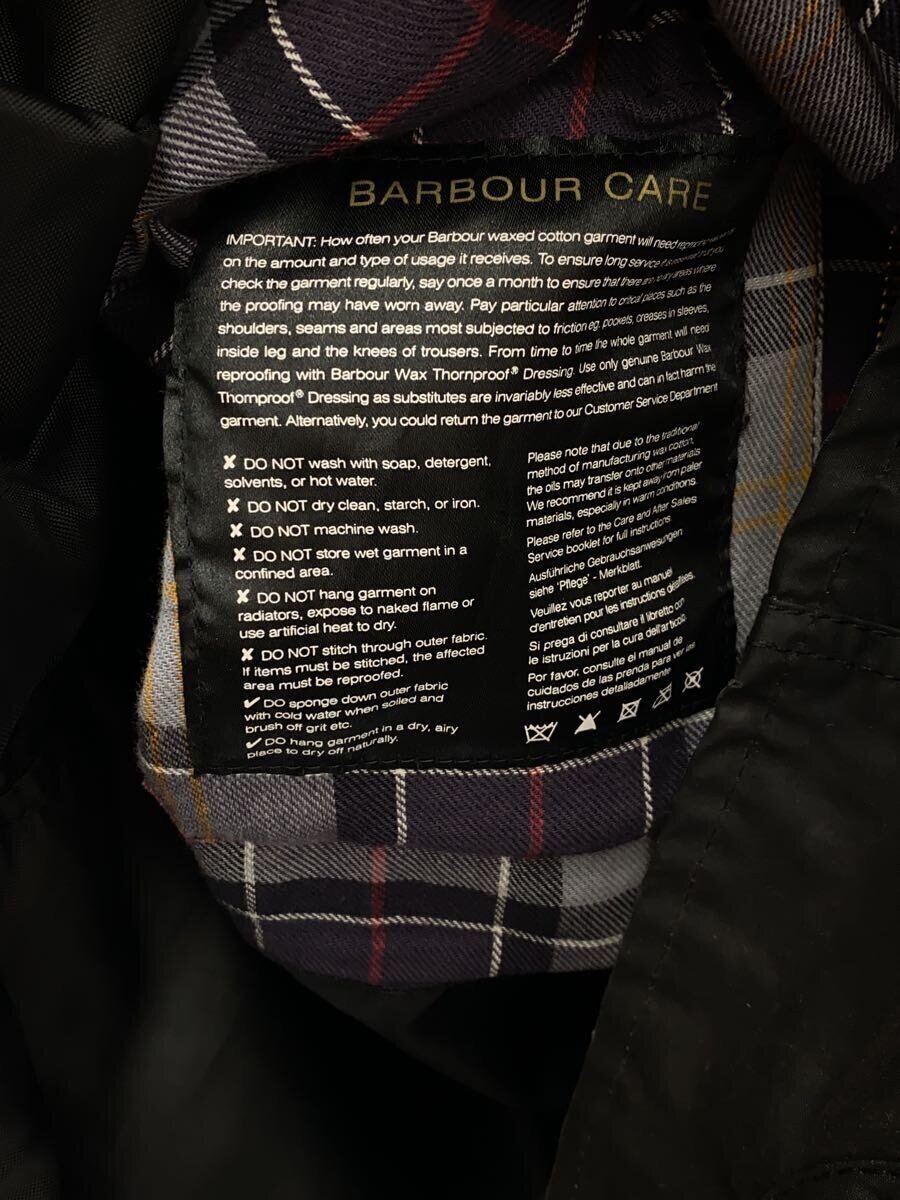 BARBOUR CARE
IMPORTANT: How often your Barbour waxed cotton garment will need
on the amount and type of usage it receives. To ensure long service it is
check the garment regularly, say once a month to ensure that there are no dry areas where
the proofing may have worn away. Pay particular attention to critical places such as the
shoulders, seams and areas most subjected to friction eg. pockets, creases in sleeves,
inside leg and the knees of trousers. From time to time the whole garment will need
reproofing with Barbour Wax Thornproof® Dressing. Use only genuine Barbour Wax
Thornproof® Dressing as substitutes are invariably less effective and can in fact harm the
garment. Alternatively, you could return the garment to our Customer Service Department
✘ DO NOT wash with soap, detergent,
solvents, or hot water.
✘ DO NOT dry clean, starch, or iron.
✘ DO NOT machine wash.
✘ DO NOT store wet garment in a
confined area.
✘ DO NOT hang garment on
radiators, expose to naked flame or
use artificial heat to dry.
✘ DO NOT stitch through outer fabric.
If items must be stitched, the affected
area must be reproofed.
✔ DO sponge down outer fabric
with cold water when soiled and
brush off grit etc.
✔ DO hang garment in a dry, airy
place to dry off naturally.
Please note that due to the traditional
method of manufacturing wax cotton,
the oils may transfer onto other materials
We recommend it is kept away from paler
materials, especially in warm conditions.
Please refer to the Care and After Sales
Service booklet for full instructions
Ausführliche Gebrauchsanweisungen
siehe 'Pflege' - Merkblatt.
Veuillez vous reporter au manuel
d'entretien pour les instructions détaillées.
Si prega di consultare il libretto con
le istruzioni per la cura dell'articolo.
Por favor, consulte el manual de
cuidados de las prenda para ver las
instrucciones detaladamente